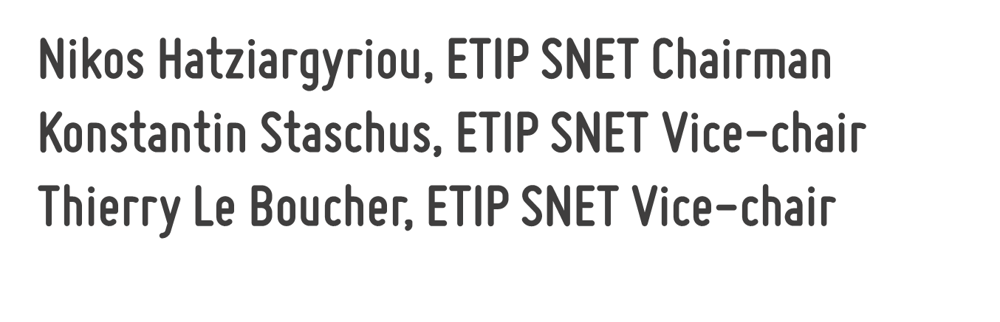 Nikos Hatziargyriou, ETIP SNET Chairman
Konstantin Staschus, ETIP SNET Vice-chair
Thierry Le Boucher, ETIP SNET Vice-chair